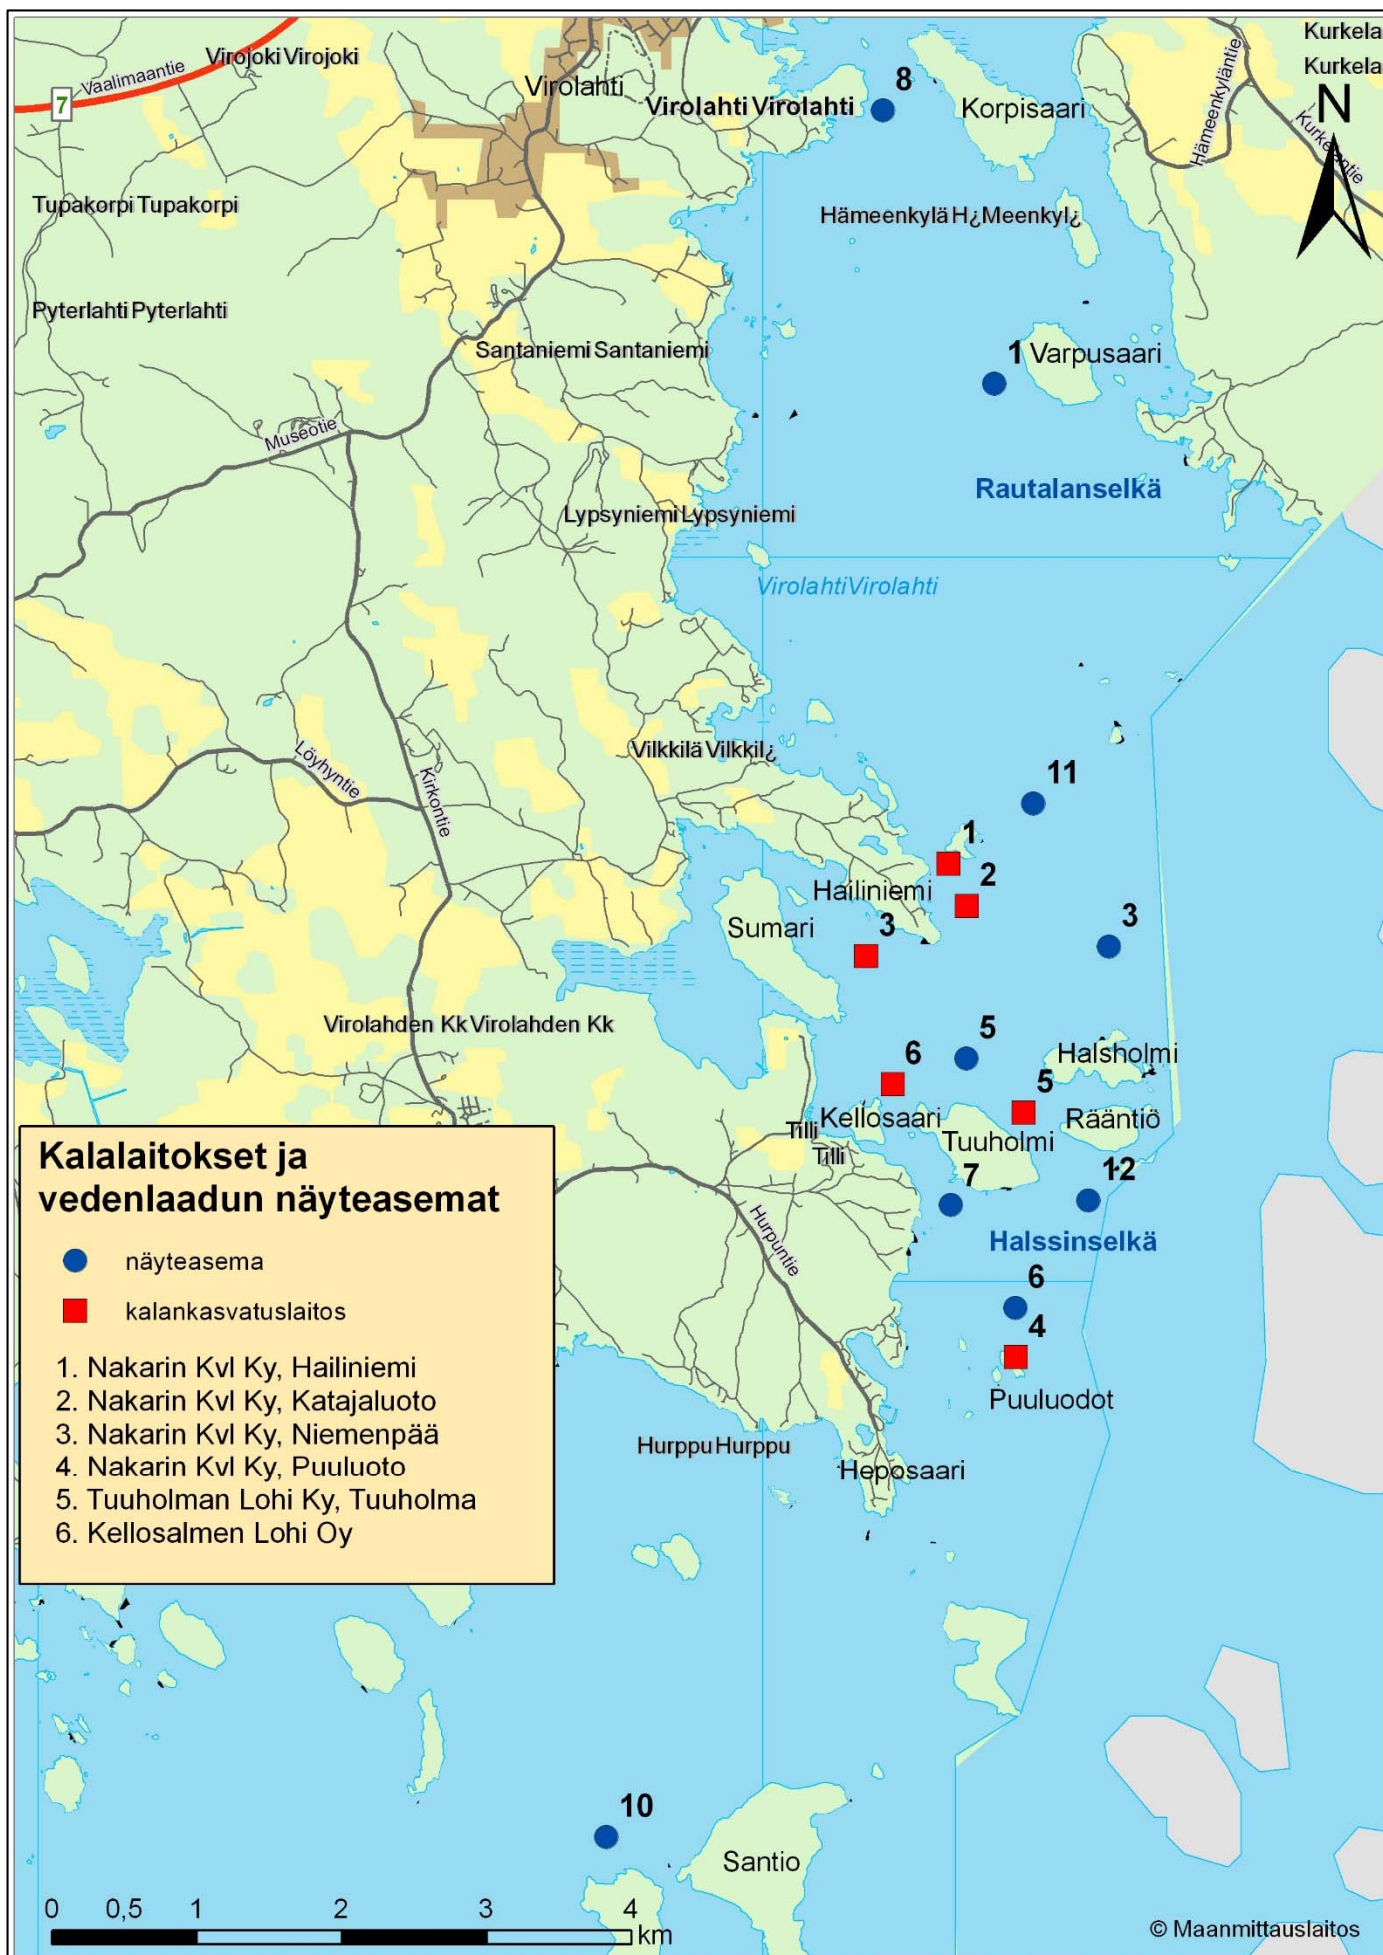 Kurkela
Virojoki Virojoki
Kurkela
Vaalimaantie
7
Virolahti
8
Hämeenkyläntie
N
Virolahti Virolahti
Korpisaari
Kurkelantie
Tupakorpi Tupakorpi
Hämeenkylä H¿Meenkyl¿
Pyterlahti Pyterlahti
Santaniemi Santaniemi
1 Varpusaari
Museotie
Rautalanselkä
Lypsyniemi Lypsyniemi
VirolahtiVirolahti
Vilkkilä Vilkkil¿
Löyhyntie
Kirkontie
11
1
2
Hailiniemi
Sumari
3
3
Virolahden Kk Virolahden Kk
5
Halsholmi
6
5
Kellosaari
Rääntiö
Tilli
Tuuholmi
Tilli
7
12
Hurpuntie
Halssinselkä
6
4
Puuluodot
Hurppu Hurppu
Heposaari
Kalalaitokset ja
vedenlaadun näyteasemat
näyteasema
kalankasvatuslaitos
1. Nakarin Kvl Ky, Hailiniemi
2. Nakarin Kvl Ky, Katajaluoto
3. Nakarin Kvl Ky, Niemenpää
4. Nakarin Kvl Ky, Puuluoto
5. Tuuholman Lohi Ky, Tuuholma
6. Kellosalmen Lohi Oy
10
Santio
0 0,5 1 2 3 4
km
© Maanmittauslaitos